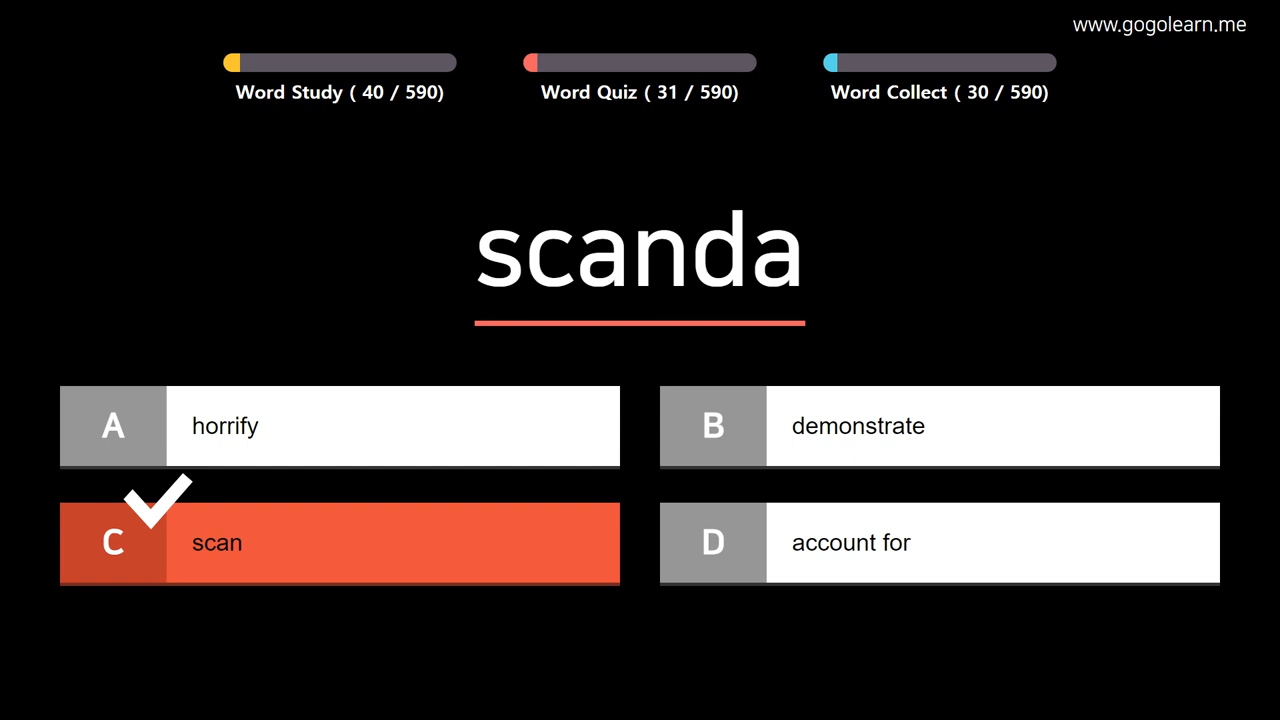 www.gogolearn.me
Word Study ( 40 / 590)
Word Quiz ( 31 / 590)
Word Collect ( 30 / 590)
scanda
A horrify
B demonstrate
C scan
D account for